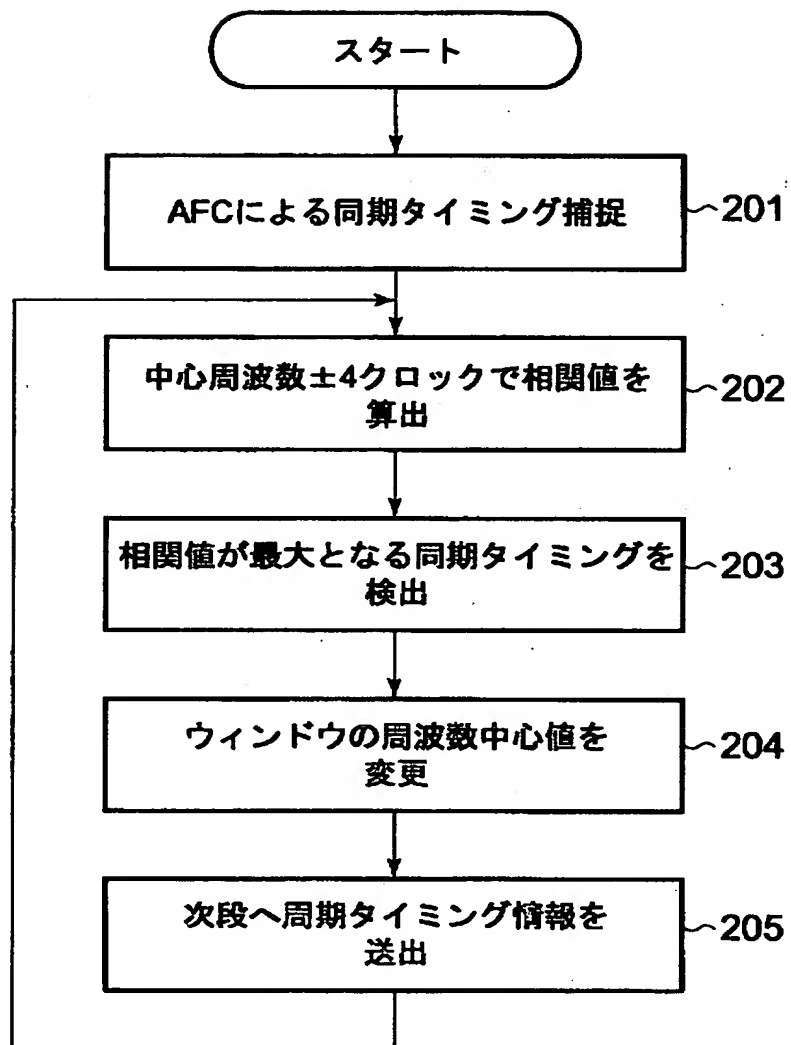 スタート
AFCによる同期タイミング捕捉
201
中心周波数±4クロックで相関値を
算出
202
相関値が最大となる同期タイミングを
検出
203
ウィンドウの周波数中心値を
変更
204
次段へ周期タイミング情報を
送出
205